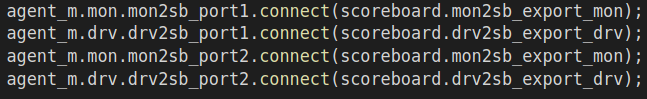 agent_m.mon.mon2sb_port1.connect(scoreboard.mon2sb_export_mon);
agent_m.drv.drv2sb_port1.connect(scoreboard.drv2sb_export_drv);
agent_m.mon.mon2sb_port2.connect(scoreboard.mon2sb_export_mon);
agent_m.drv.drv2sb_port2.connect(scoreboard.drv2sb_export_drv);